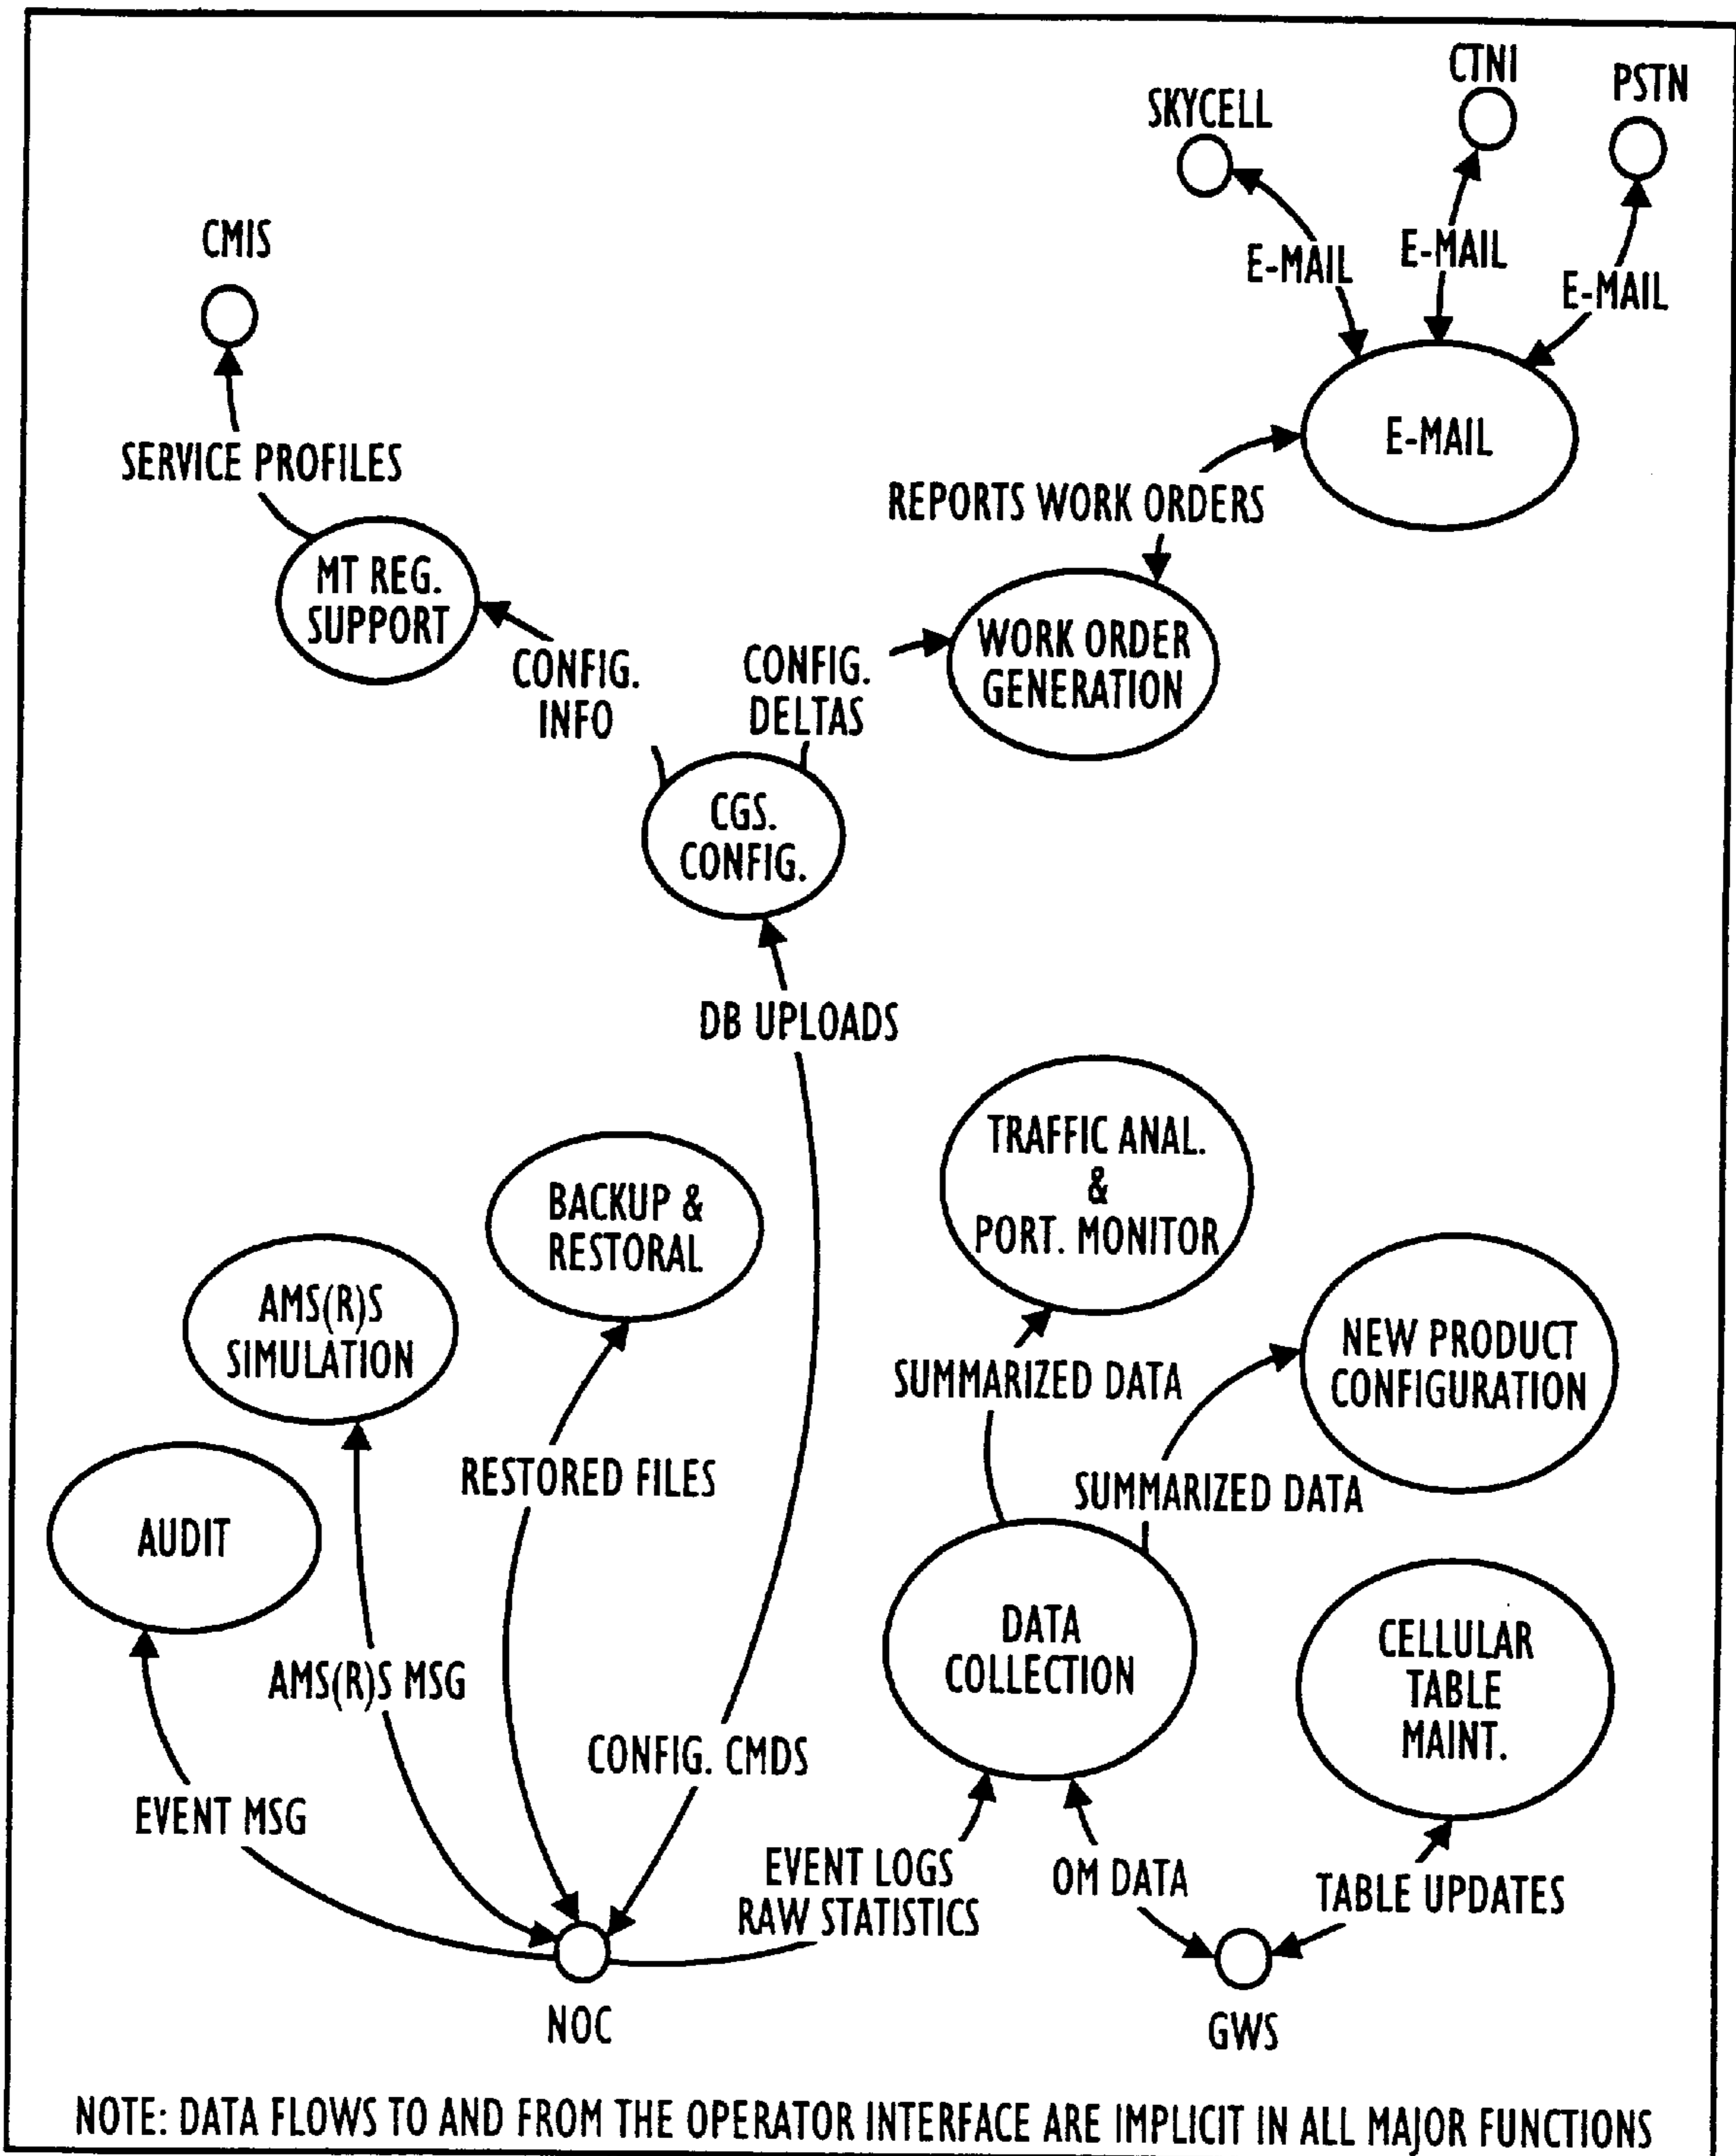 CTNI
PSTN
SKYCELL
CMIS
E-MAIL
E-MAIL
E-MAIL
E-MAIL
SERVICE PROFILES
REPORTS WORK ORDERS
MT REG.
SUPPORT
CONFIG.
INFO
CONFIG.
DELTAS
WORK ORDER
GENERATION
CGS.
CONFIG.
DB UPLOADS
TRAFFIC ANAL.
&
PORT. MONITOR
BACKUP &
RESTORAL
AMS(R)S
SIMULATION
NEW PRODUCT
CONFIGURATION
SUMMARIZED DATA
RESTORED FILES
SUMMARIZED DATA
AUDIT
DATA
COLLECTION
CELLULAR
TABLE
MAINT.
AMS(R)S MSG
CONFIG. CMDS
EVENT MSG
EVENT LOGS
RAW STATISTICS
OM DATA
TABLE UPDATES
NOC
GWS
NOTE: DATA FLOWS TO AND FROM THE OPERATOR INTERFACE ARE IMPLICIT IN ALL MAJOR FUNCTIONS